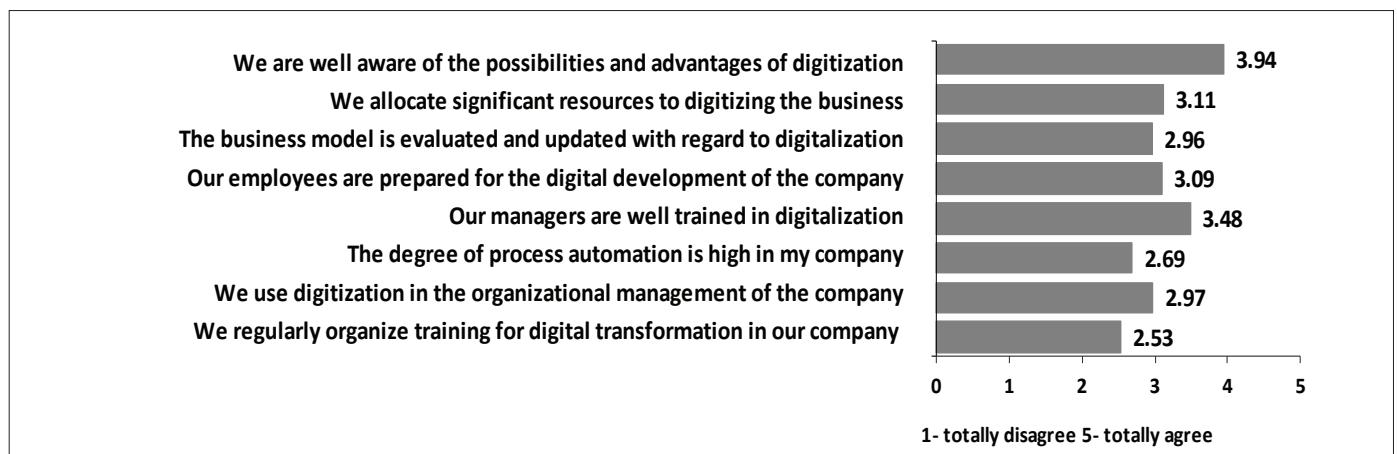 We are well aware of the possibilities and advantages of digitization 3.94
We allocate significant resources to digitizing the business 3.11
The business model is evaluated and updated with regard to digitalization 2.96
Our employees are prepared for the digital development of the company 3.09
Our managers are well trained in digitalization 3.48
The degree of process automation is high in my company 2.69
We use digitization in the organizational management of the company 2.97
We regularly organize training for digital transformation in our company 2.53
0 1 2 3 4 5
1- totally disagree 5- totally agree